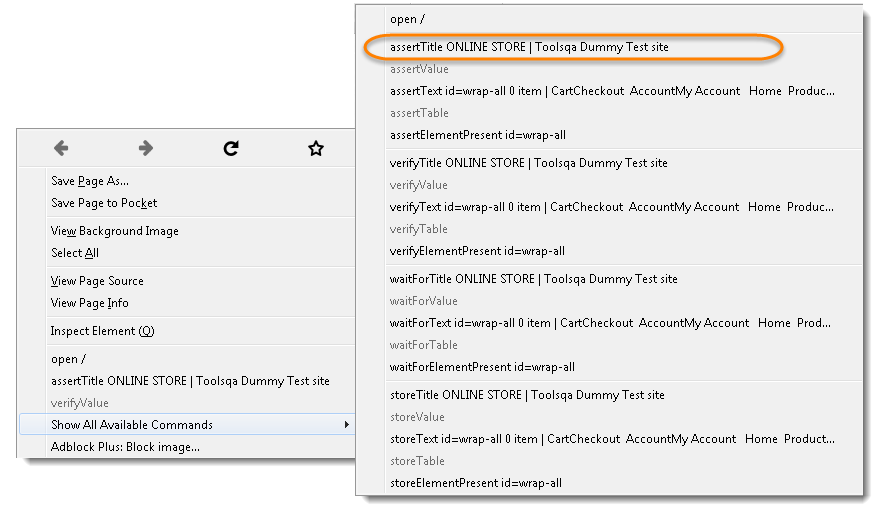 Save Page As...
Save Page to Pocket
View Background Image
Select All
View Page Source
View Page Info
Inspect Element (Q)
open /
assertTitle ONLINE STORE | Toolsqa Dummy Test site
verifyValue
Show All Available Commands
Adblock Plus: Block image...
open /
assertTitle ONLINE STORE | Toolsqa Dummy Test site
assertValue
assertText id=wrap-all 0 item | CartCheckout AccountMy Account Home Produc...
assertTable
assertElementPresent id=wrap-all
verifyTitle ONLINE STORE | Toolsqa Dummy Test site
verifyValue
verifyText id=wrap-all 0 item | CartCheckout AccountMy Account Home Produc...
verifyTable
verifyElementPresent id=wrap-all
waitForTitle ONLINE STORE | Toolsqa Dummy Test site
waitForValue
waitForText id=wrap-all 0 item | CartCheckout AccountMy Account Home Produ...
waitForTable
waitForElementPresent id=wrap-all
storeTitle ONLINE STORE | Toolsqa Dummy Test site
storeValue
storeText id=wrap-all 0 item | CartCheckout AccountMy Account Home Product...
storeTable
storeElementPresent id=wrap-all